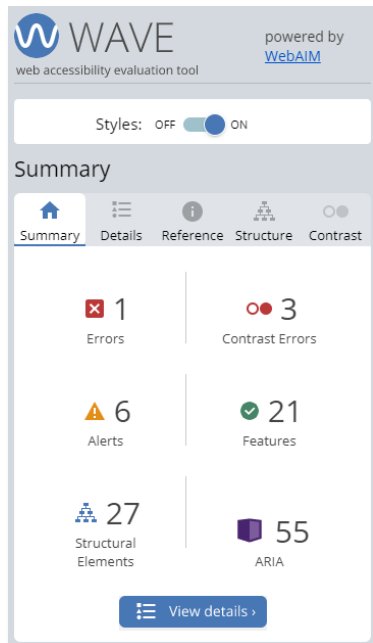 WAVE
web accessibility evaluation tool
powered by
WebAIM
Styles: OFF ON
Summary
Summary Details Reference Structure Contrast
1
Errors
3
Contrast Errors
6
Alerts
21
Features
27
Structural
Elements
55
ARIA
View details ›